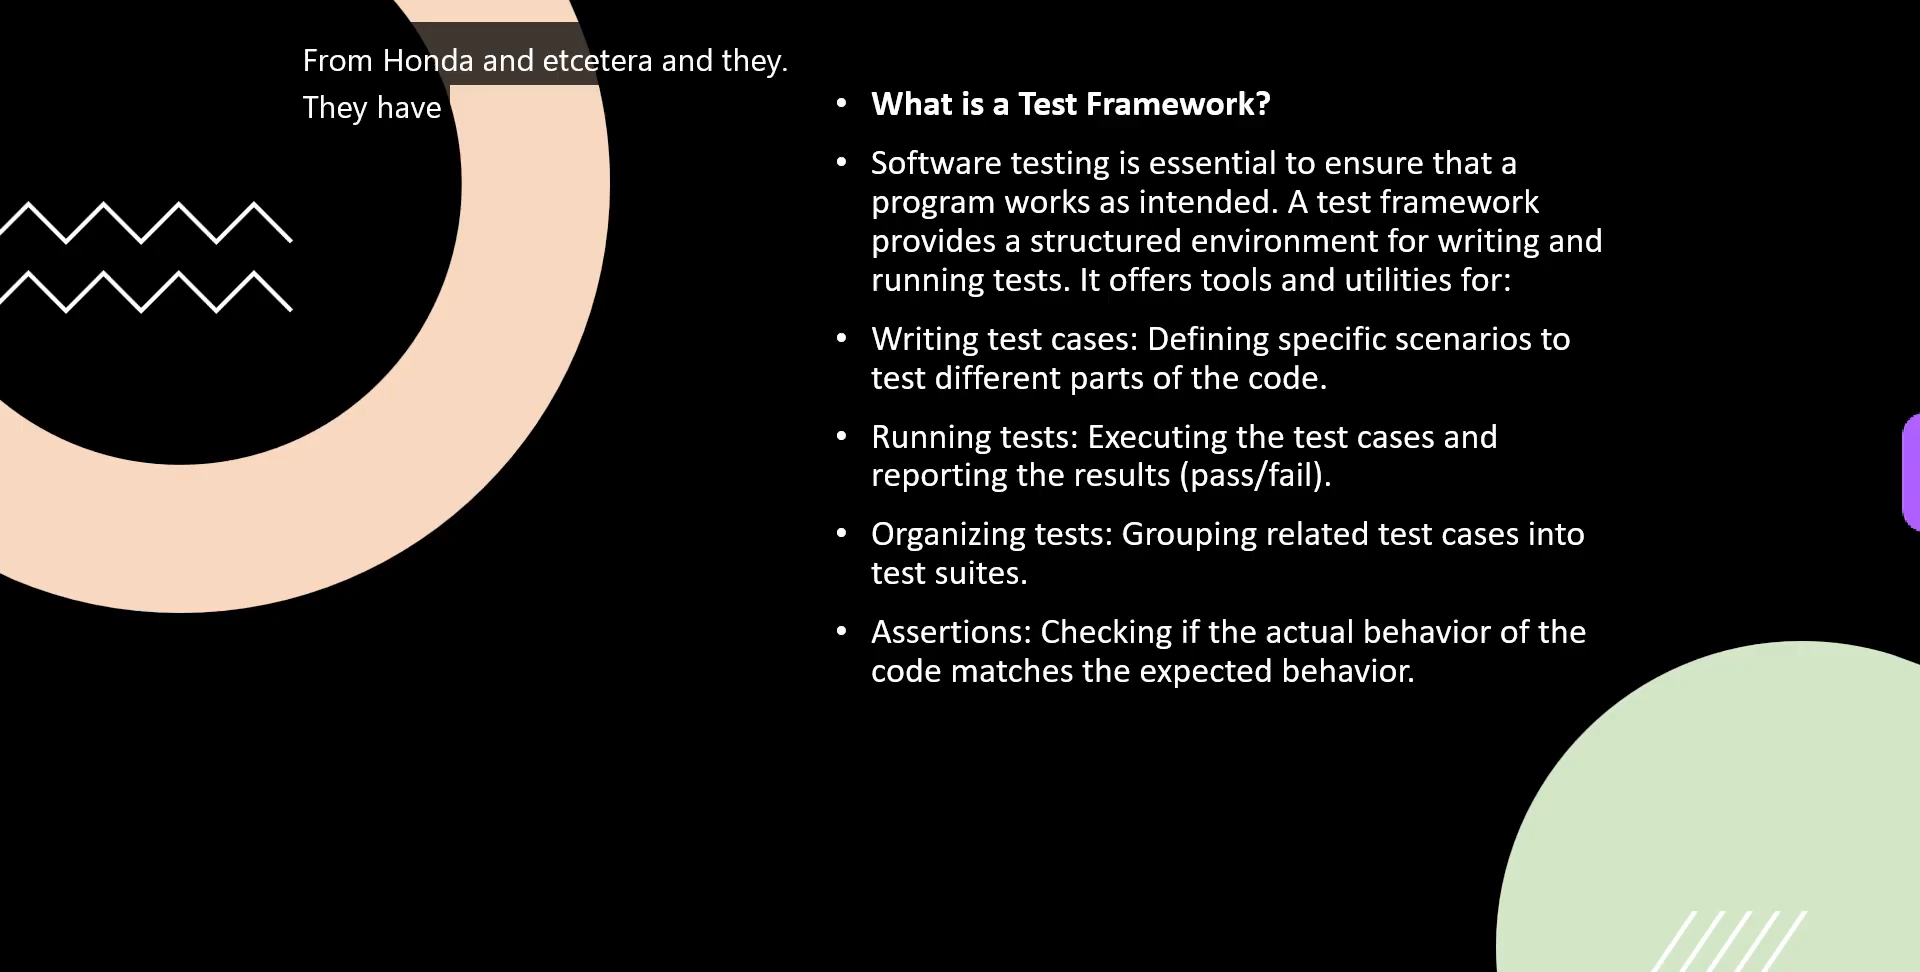 From Honda and etcetera and they.
They have
• What is a Test Framework?
• Software testing is essential to ensure that a
program works as intended. A test framework
provides a structured environment for writing and
running tests. It offers tools and utilities for:
• Writing test cases: Defining specific scenarios to
test different parts of the code.
• Running tests: Executing the test cases and
reporting the results (pass/fail).
• Organizing tests: Grouping related test cases into
test suites.
• Assertions: Checking if the actual behavior of the
code matches the expected behavior.